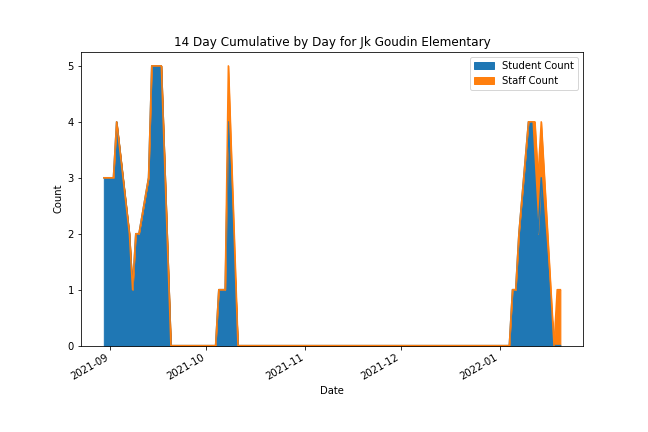 14 Day Cumulative by Day for Jk Goudin Elementary
Student Count
Staff Count
Count
5
4
3
2
1
0
2021-09
2021-10
2021-11
2021-12
2022-01
Date